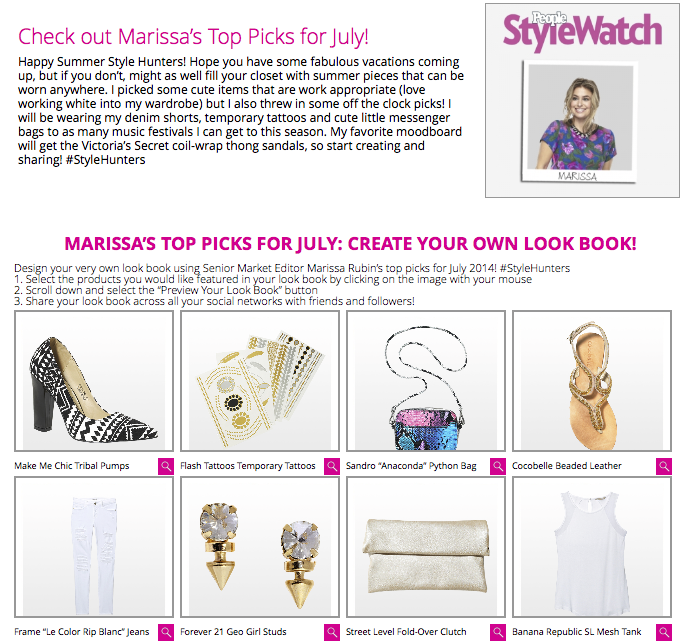 Check out Marissa's Top Picks for July!
Happy Summer Style Hunters! Hope you have some fabulous vacations coming
up, but if you don't, might as well fill your closet with summer pieces that can be
worn anywhere. I picked some cute items that are work appropriate (love
working white into my wardrobe) but I also threw in some off the clock picks! I
will be wearing my denim shorts, temporary tattoos and cute little messenger
bags to as many music festivals I can get to this season. My favorite moodboard
will get the Victoria's Secret coil-wrap thong sandals, so start creating and
sharing! #StyleHunters
People
StyleWatch
MARISSA
MARISSA'S TOP PICKS FOR JULY: CREATE YOUR OWN LOOK BOOK!
Design your very own look book using Senior Market Editor Marissa Rubin's top picks for July 2014! #StyleHunters
1. Select the products you would like featured in your look book by clicking on the image with your mouse
2. Scroll down and select the "Preview Your Look Book" button
3. Share your look book across all your social networks with friends and followers!
Make Me Chic Tribal Pumps
Flash Tattoos Temporary Tattoos
Sandro "Anaconda" Python Bag
Cocobelle Beaded Leather
Frame "Le Color Rip Blanc" Jeans
Forever 21 Geo Girl Studs
Street Level Fold-Over Clutch
Banana Republic SL Mesh Tank